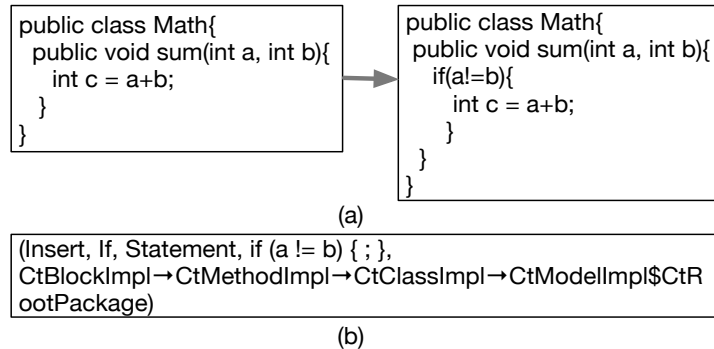 public class Math{
public void sum(int a, int b){
int c = a+b;
}
}
public class Math{
public void sum(int a, int b){
if(a!=b){
int c = a+b;
}
}
}
(a)
(Insert, If, Statement, if (a != b) { ; },
CtBlockImpl→CtMethodImpl→CtClassImpl→CtModelImpl$CtR
ootPackage)
(b)